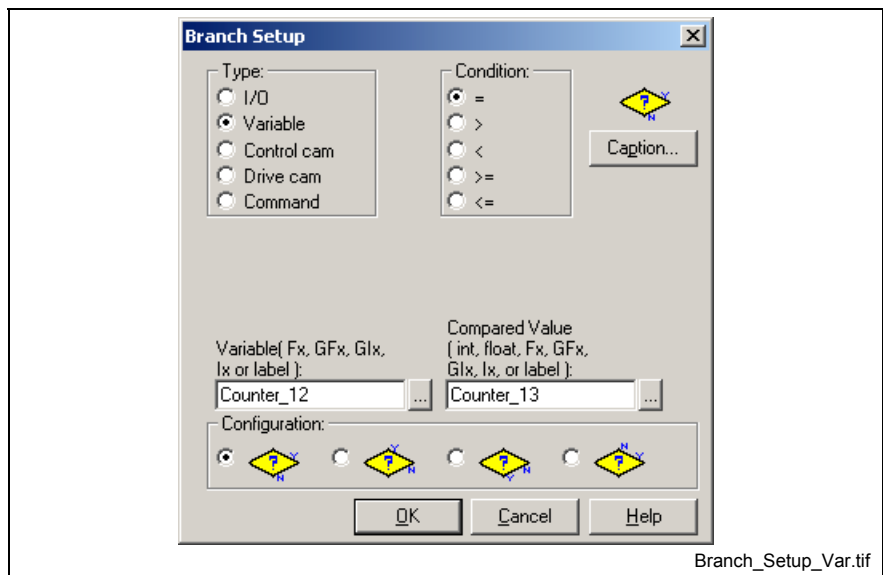 Branch Setup
Type:
I/O
Variable
Control cam
Drive cam
Command
Condition:
=
>
<
>=
<=
? Y
N
Caption...
Variable( Fx, GFx, GIx,
Ix or label ):
Counter_12
...
Compared Value
( int, float, Fx, GFx,
GIx, Ix, or label ):
Counter_13
...
Configuration:
? Y
N
Y
? N
? N
Y
N
? Y
OK
Cancel
Help
Branch_Setup_Var.tif